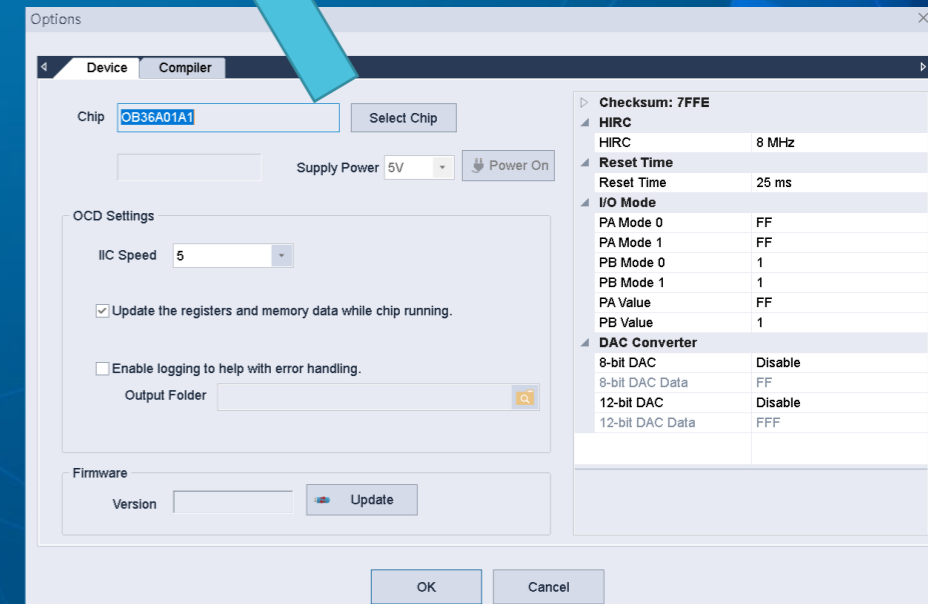 Options
Device Compiler
Chip OB36A01A1 Select Chip
Supply Power 5V Power On
OCD Settings
IIC Speed 5
Update the registers and memory data while chip running.
Enable logging to help with error handling.
Output Folder
Firmware
Version Update
Checksum: 7FFE
HIRC
HIRC 8 MHz
Reset Time
Reset Time 25 ms
I/O Mode
PA Mode 0 FF
PA Mode 1 FF
PB Mode 0 1
PB Mode 1 1
PA Value FF
PB Value 1
DAC Converter
8-bit DAC Disable
8-bit DAC Data FF
12-bit DAC Disable
12-bit DAC Data FFF
OK Cancel